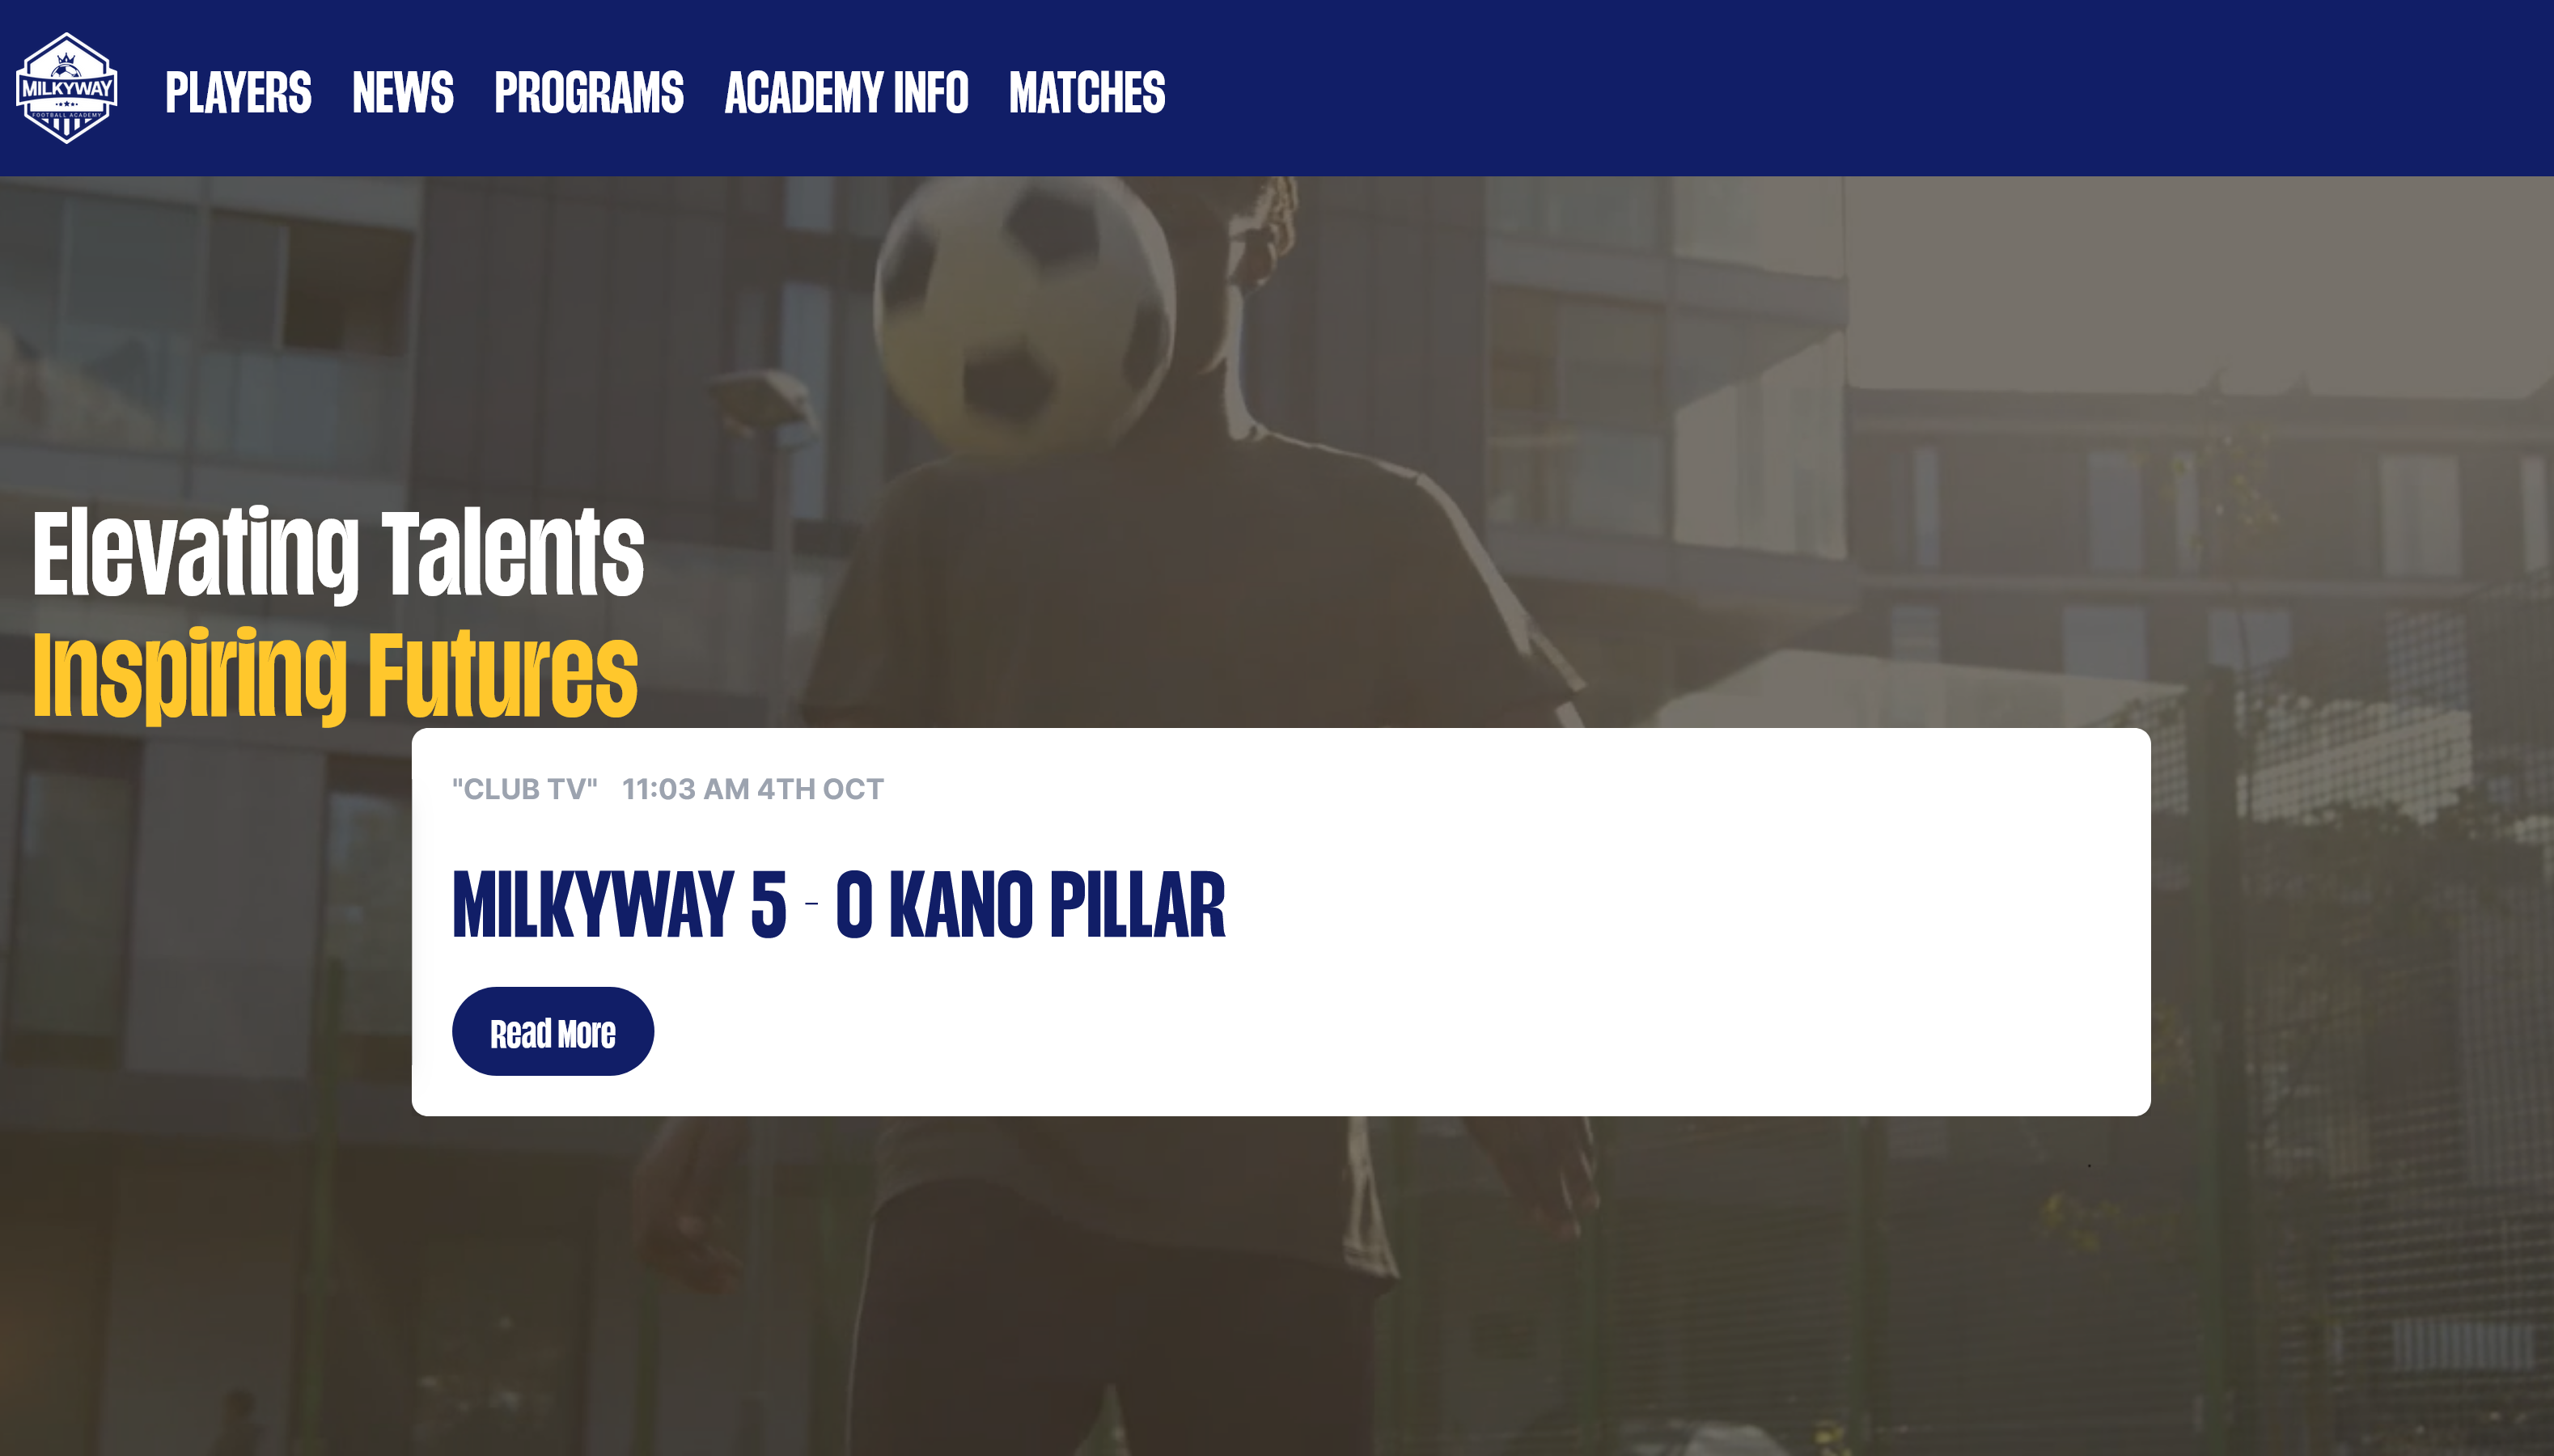 MILKYWAY
FOOTBALL ACADEMY
PLAYERS NEWS PROGRAMS ACADEMY INFO MATCHES
Elevating Talents
Inspiring Futures
"CLUB TV" 11:03 AM 4TH OCT
MILKYWAY 5 - 0 KANO PILLAR
Read More